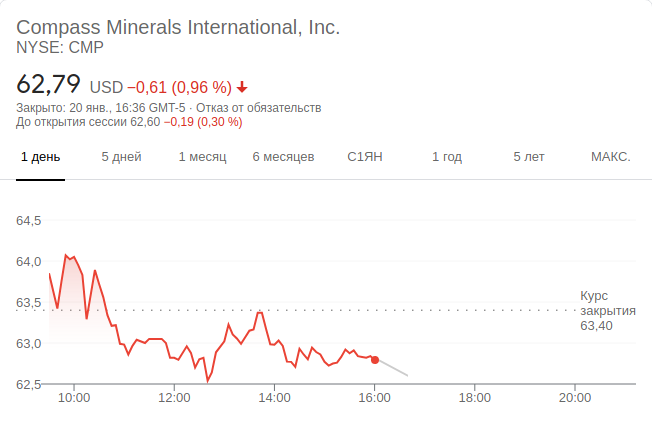 Compass Minerals International, Inc.
NYSE: CMP
62,79 USD −0,61 (0,96 %)
Закрыто: 20 янв., 16:36 GMT-5 · Отказ от обязательств
До открытия сессии 62,60 −0,19 (0,30 %)
1 день 5 дней 1 месяц 6 месяцев С1ЯН 1 год 5 лет МАКС.
64,5
64,0
63,5
63,0
62,5
Курс
закрытия
63,40
10:00 12:00 14:00 16:00 18:00 20:00